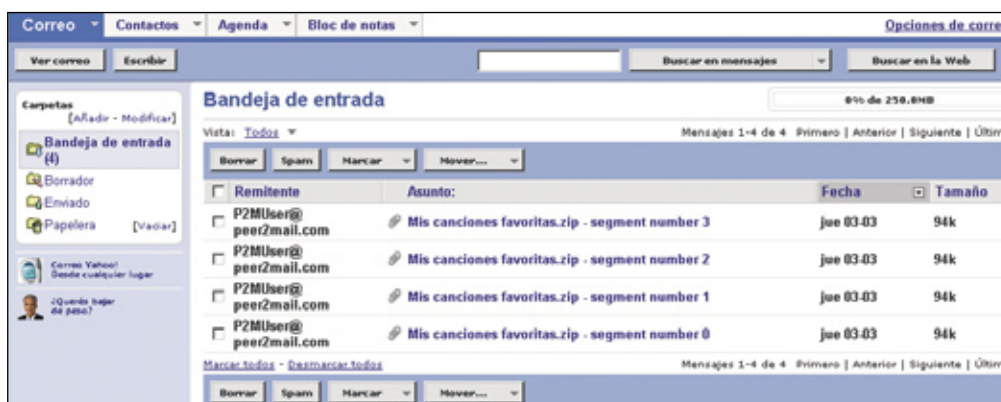 Correo Contactos Agenda Bloc de notas Opciones de corre
Ver correo Escribir Buscar en mensajes Buscar en la Web
Carpetas
[Añadir - Modificar]
Bandeja de entrada
(4)
Borrador
Enviado
Papelera [Vaciar]
Correo Yahoo!
Desde cualquier lugar
¿Querés bajar
de peso?
Bandeja de entrada 0% de 250.0MB
Vista: Todos Mensajes 1-4 de 4 Primero | Anterior | Siguiente | Últim
Borrar Spam Marcar Mover...
Remitente Asunto: Fecha Tamaño
P2MUser@
peer2mail.com Mis canciones favoritas.zip - segment number 3 jue 03-03 94k
P2MUser@
peer2mail.com Mis canciones favoritas.zip - segment number 2 jue 03-03 94k
P2MUser@
peer2mail.com Mis canciones favoritas.zip - segment number 1 jue 03-03 94k
P2MUser@
peer2mail.com Mis canciones favoritas.zip - segment number 0 jue 03-03 94k
Marcar todos - Desmarcar todos Mensajes 1-4 de 4 Primero | Anterior | Siguiente | Últim
Borrar Spam Marcar Mover...